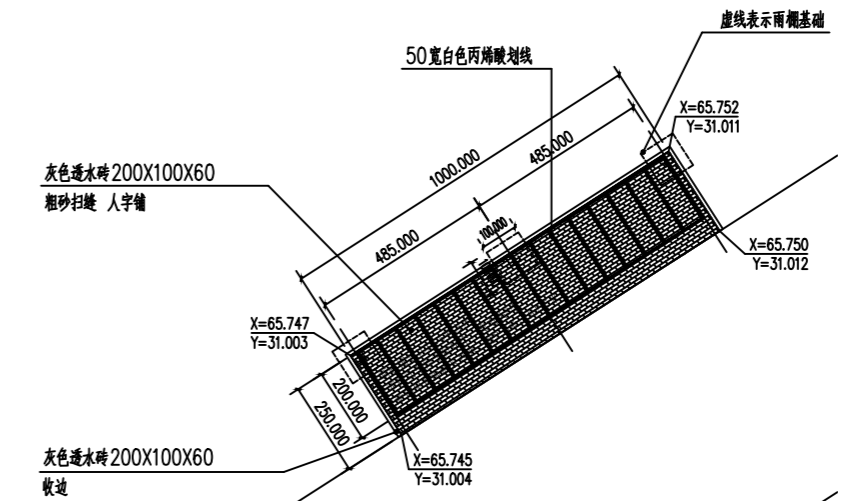 虚线表示雨棚基础
50宽白色丙烯酸划线
X=65.752
Y=31.011
1000.000
485.000
灰色透水砖200X100X60
粗砂扫缝 人字铺
100.000
485.000
X=65.750
Y=31.012
X=65.747
Y=31.003
200.000
250.000
灰色透水砖200X100X60
收边
X=65.745
Y=31.004